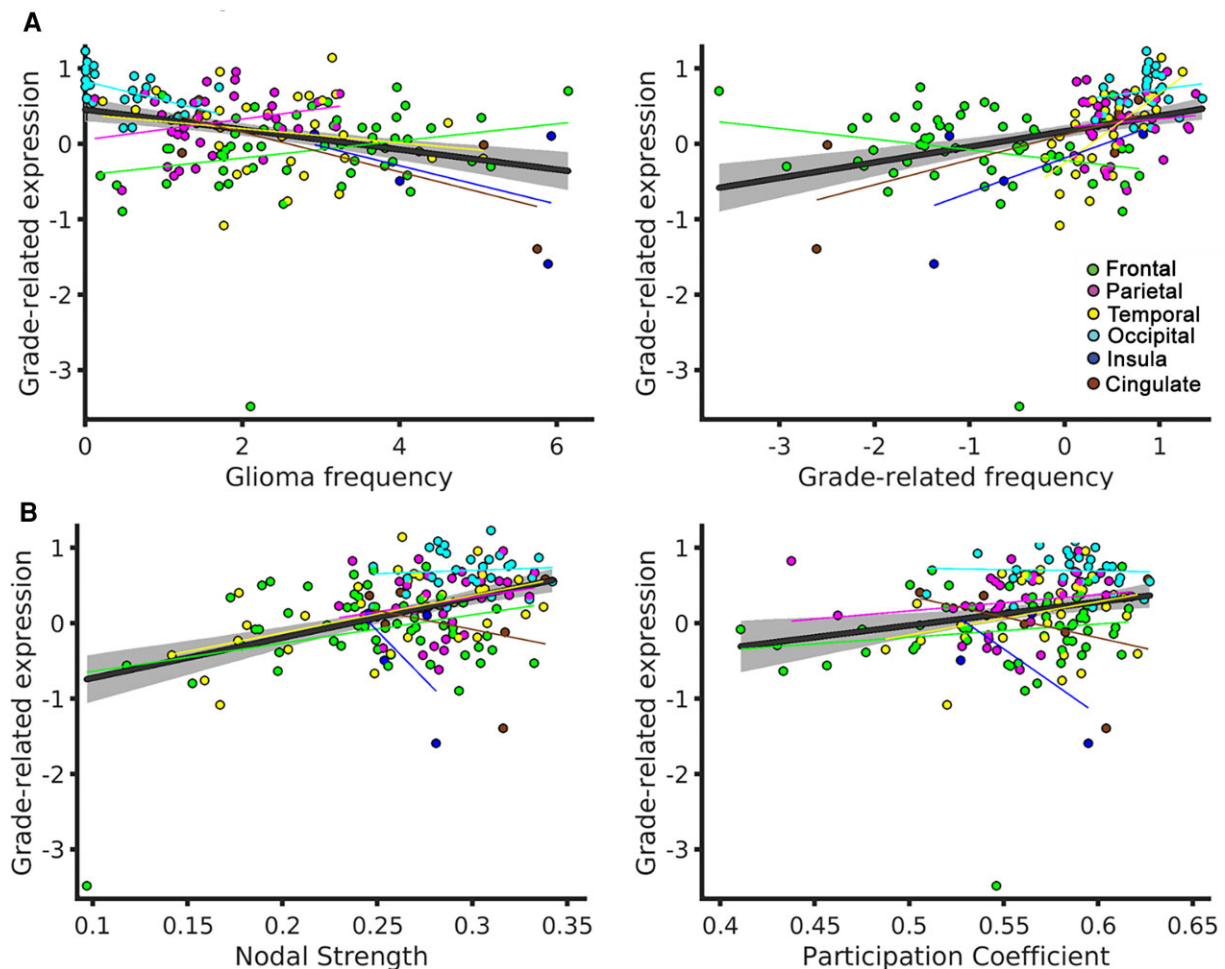 A
Grade-related expression
1
0
-1
-2
-3
0 2 4 6
Glioma frequency
Grade-related expression
1
0
-1
-2
-3
-3 -2 -1 0 1
Grade-related frequency
Frontal
Parietal
Temporal
Occipital
Insula
Cingulate
B
Grade-related expression
1
0
-1
-2
-3
0.1 0.15 0.2 0.25 0.3 0.35
Nodal Strength
Grade-related expression
1
0
-1
-2
-3
0.4 0.45 0.5 0.55 0.6 0.65
Participation Coefficient